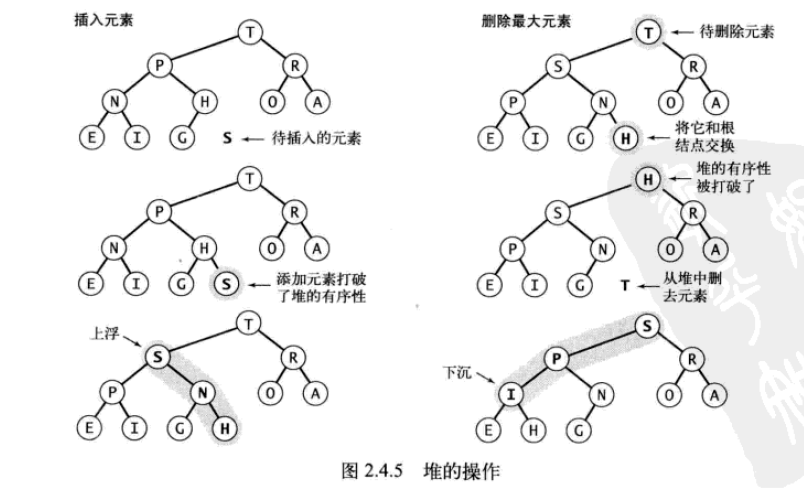 插入元素
T
P R
N H O A
E I G S 待插入的元素
T
P R
N H O A
E I G S 添加元素打破
了堆的有序性
上浮
T
S R
P N O A
E I G H
删除最大元素
T 待删除元素
S R
P N O A
E I G H 将它和根
结点交换
H 堆的有序性
被打破了
S R
P N O A
E I G T 从堆中删
去元素
S
P R
下沉
I N O A
E H G
图 2.4.5 堆的操作